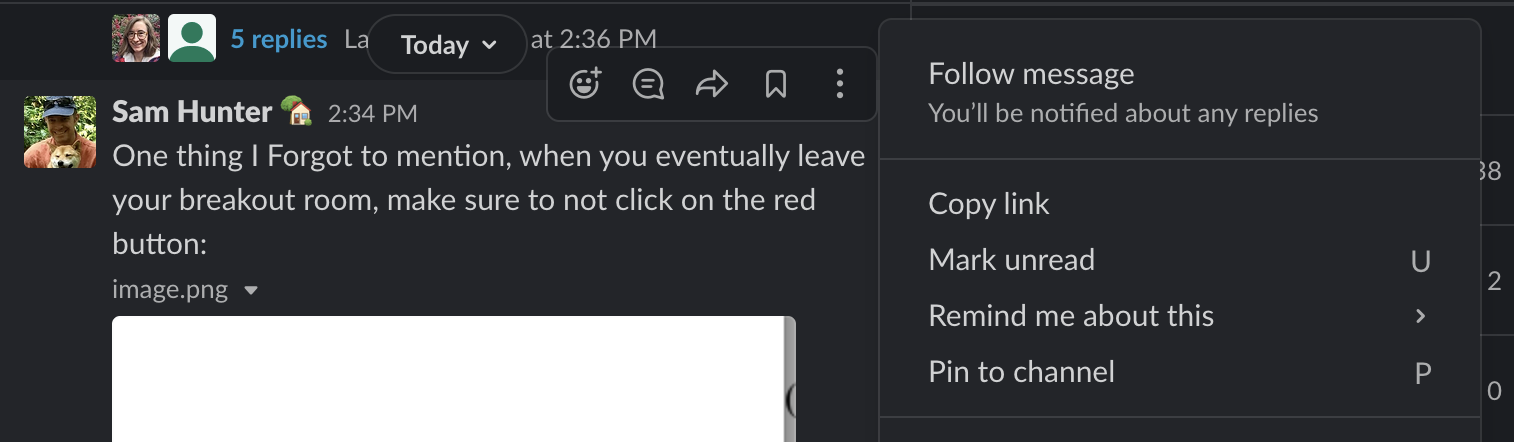 5 replies La
Today
at 2:36 PM
Sam Hunter 2:34 PM
One thing I Forgot to mention, when you eventually leave
your breakout room, make sure to not click on the red
button:
image.png
Follow message
You’ll be notified about any replies
Copy link
Mark unread U
Remind me about this
Pin to channel P
38
2
0